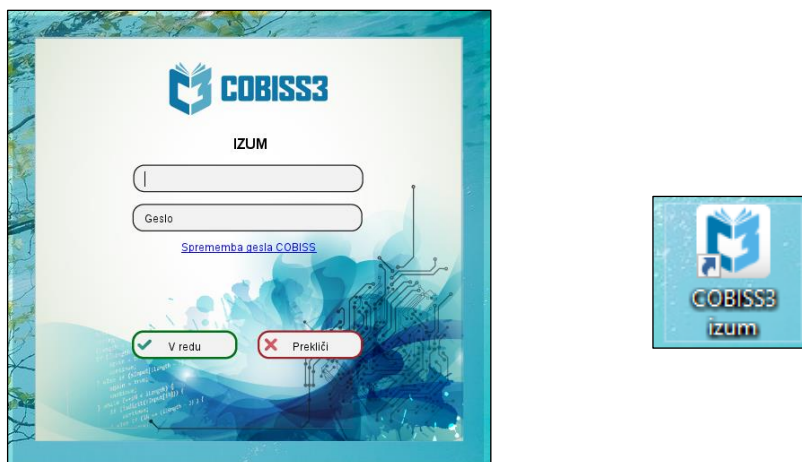 COBISS3
IZUM
Geslo
Sprememba gesla COBISS
V redu
Prekliči
COBISS3
izum